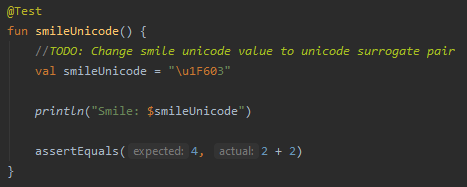 @Test
fun smileUnicode() {
//TODO: Change smile unicode value to unicode surrogate pair
val smileUnicode = "\u1F603"
println("Smile: $smileUnicode")
assertEquals( expected: 4, actual: 2 + 2)
}